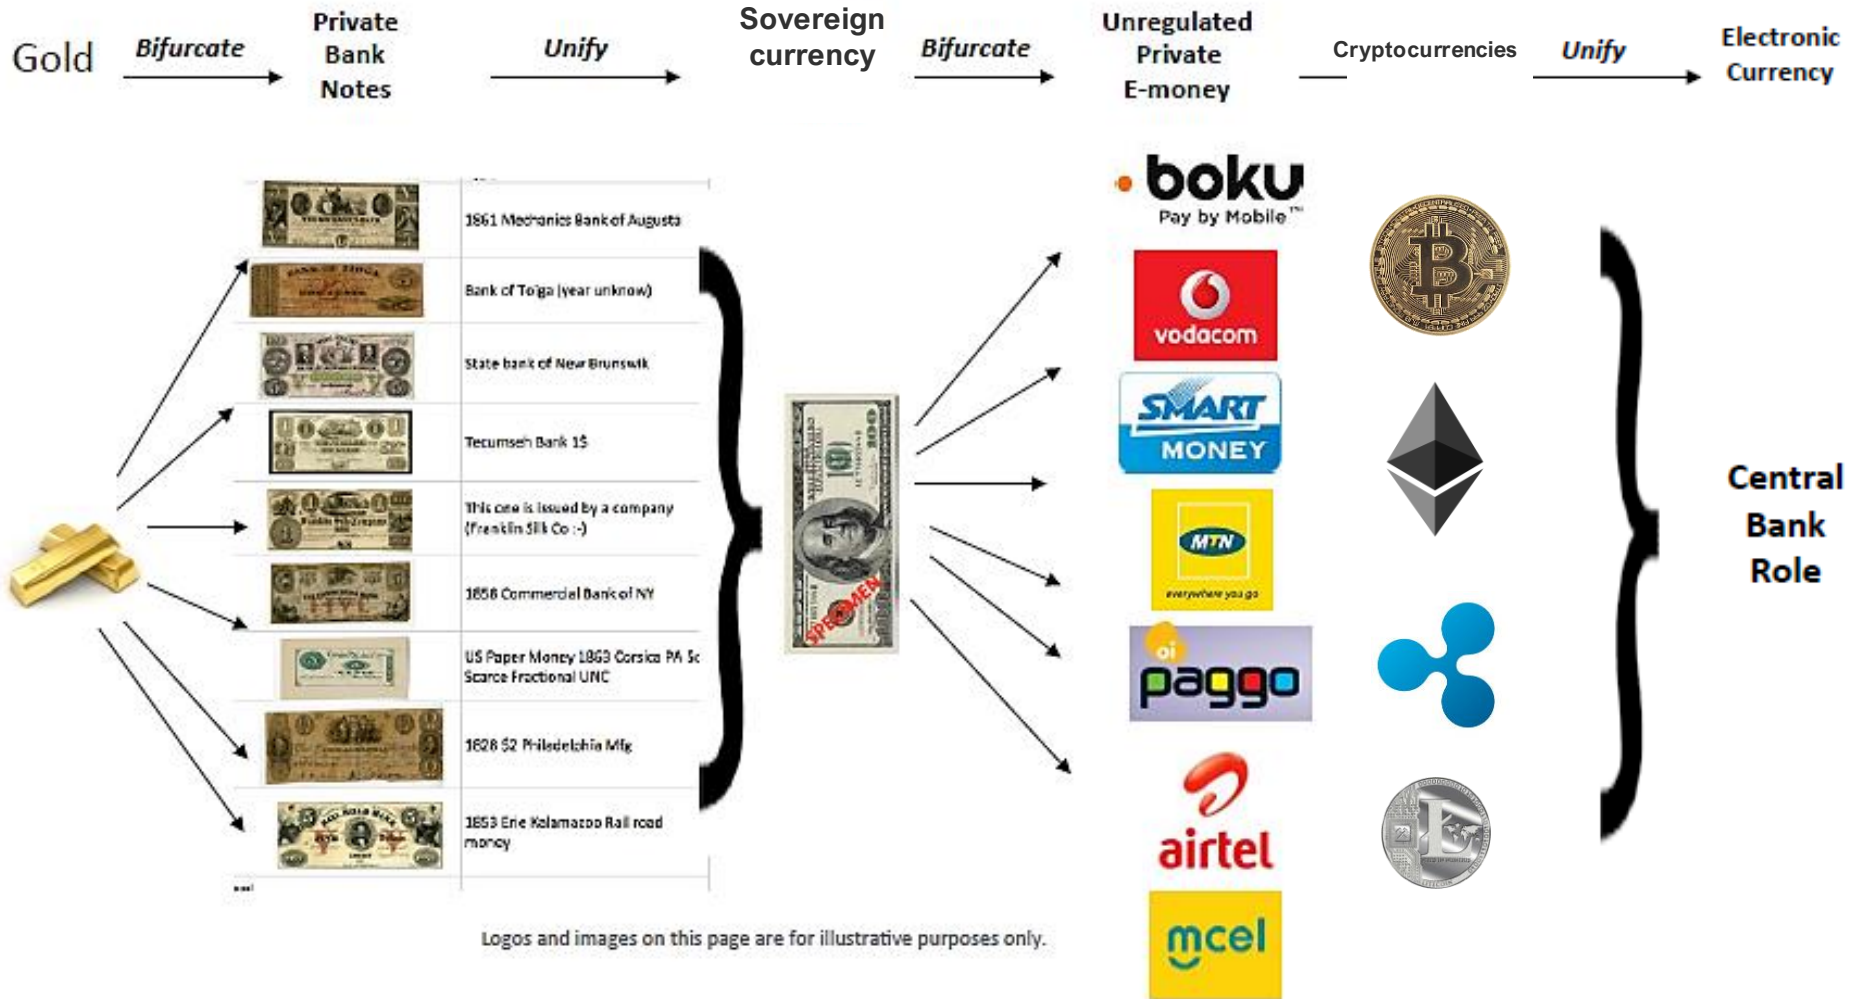 Gold
Bifurcate
Private
Bank
Notes
Unify
Sovereign
currency
Bifurcate
Unregulated
Private
E-money
Cryptocurrencies
Unify
Electronic
Currency
1861 Mechanics Bank of Augusta
Bank of Toiga (year unknow)
State bank of New Brunswik
Tecumseh Bank 1$
This one is issued by a company
(Franklin Silk Co :-)
1858 Commercial Bank of NY
US Paper Money 1863 Corsica PA Sc
Scarce Fractional UNC
1828 $2 Philadelphia Mfg
1853 Erie Kalamazoo Rail road
money
100
SPECIMEN
boku
Pay by Mobile™
vodacom
SMART
MONEY
MTN
everywhere you go
oi
paggo
airtel
mcel
Central
Bank
Role
Logos and images on this page are for illustrative purposes only.